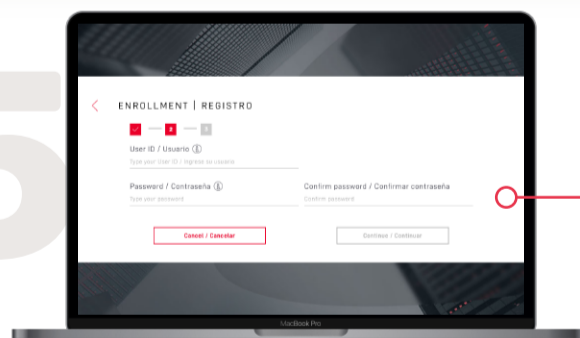 5
ENROLLMENT | REGISTRO
2
3
User ID / Usuario
Type your User ID / Ingrese su usuario
Password / Contraseña
Confirm password / Confirmar contraseña
Type your password
Confirm password
Cancel / Cancelar
Continue / Continuar
MacBook Pro